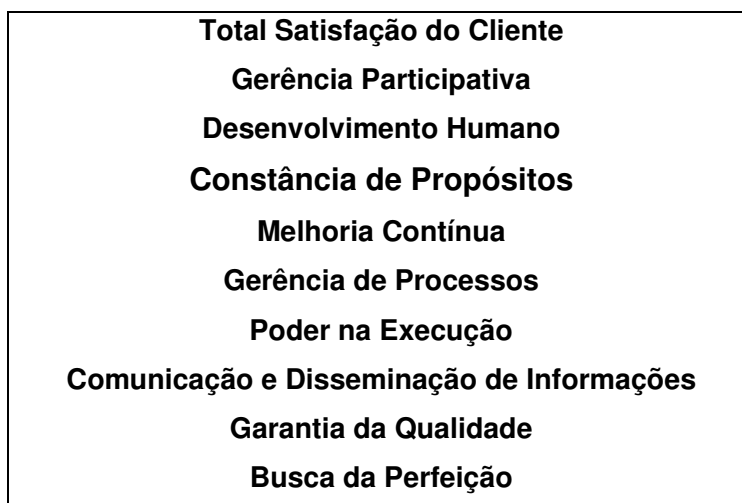 Total Satisfação do Cliente
Gerência Participativa
Desenvolvimento Humano
Constância de Propósitos
Melhoria Contínua
Gerência de Processos
Poder na Execução
Comunicação e Disseminação de Informações
Garantia da Qualidade
Busca da Perfeição